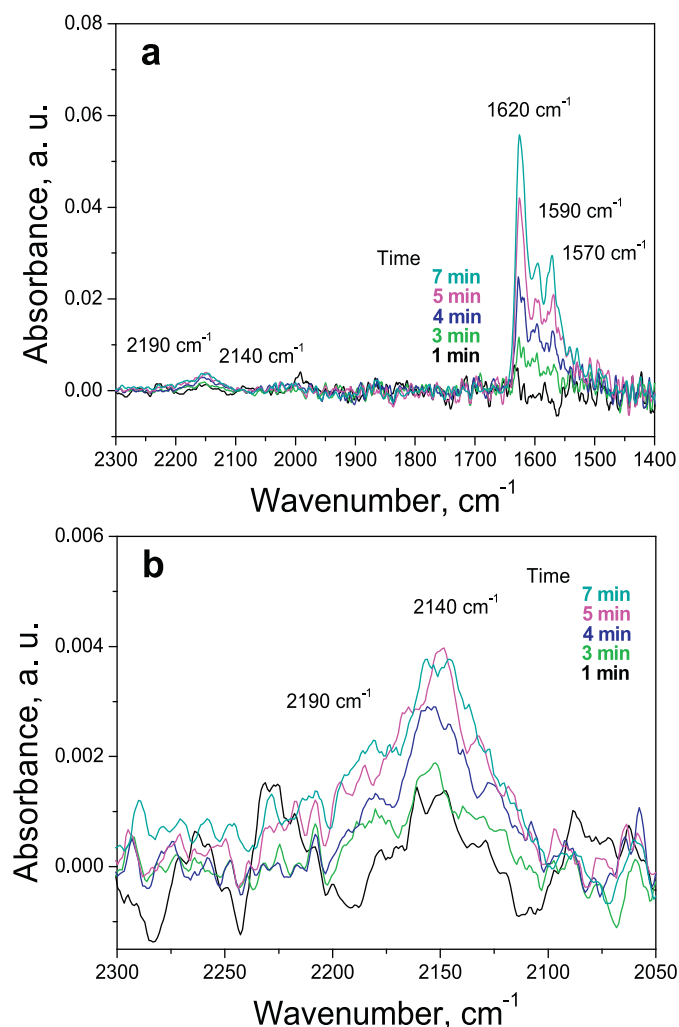 a
0.08
0.06
0.04
0.02
0.00
Absorbance, a. u.
1620 cm⁻¹
1590 cm⁻¹
1570 cm⁻¹
Time
7 min
5 min
4 min
3 min
1 min
2190 cm⁻¹
2140 cm⁻¹
2300 2200 2100 2000 1900 1800 1700 1600 1500 1400
Wavenumber, cm⁻¹
b
0.006
0.004
0.002
0.000
Absorbance, a. u.
Time
7 min
5 min
4 min
3 min
1 min
2140 cm⁻¹
2190 cm⁻¹
2300 2250 2200 2150 2100 2050
Wavenumber, cm⁻¹